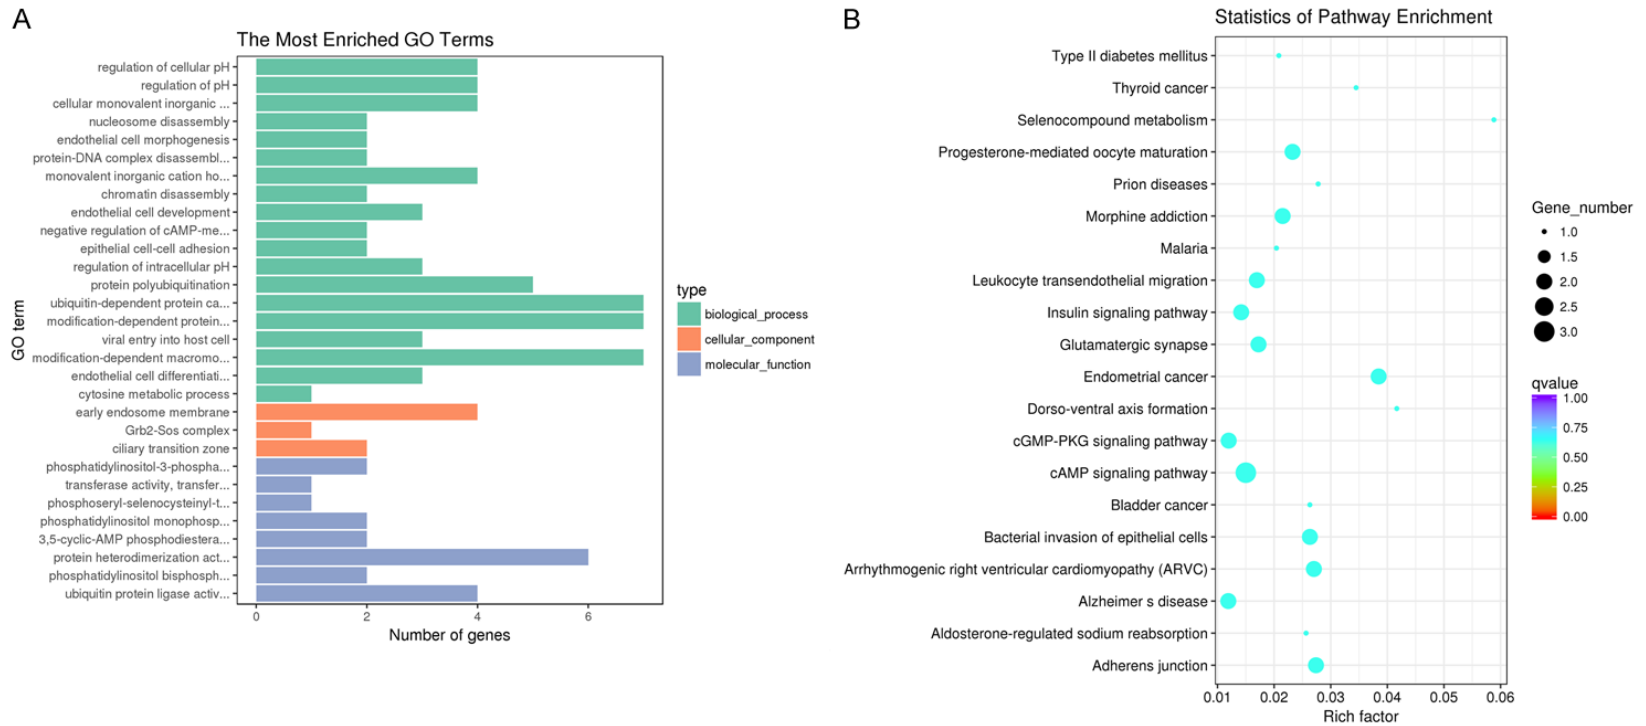 A
The Most Enriched GO Terms
GO term
regulation of cellular pH
regulation of pH
cellular monovalent inorganic ...
nucleosome disassembly
endothelial cell morphogenesis
protein-DNA complex disassembl...
monovalent inorganic cation ho...
chromatin disassembly
endothelial cell development
negative regulation of cAMP-me...
epithelial cell-cell adhesion
regulation of intracellular pH
protein polyubiquitination
ubiquitin-dependent protein ca...
modification-dependent protein...
viral entry into host cell
modification-dependent macromo...
endothelial cell differentiati...
cytosine metabolic process
early endosome membrane
Grb2-Sos complex
ciliary transition zone
phosphatidylinositol-3-phospha...
transferase activity, transfer...
phosphoseryl-selenocysteinyl-t...
phosphatidylinositol monophosp...
3,5-cyclic-AMP phosphodiestera...
protein heterodimerization act...
phosphatidylinositol bisphosph...
ubiquitin protein ligase activ...
0 2 4 6
Number of genes
type
biological_process
cellular_component
molecular_function
B
Statistics of Pathway Enrichment
Type II diabetes mellitus
Thyroid cancer
Selenocompound metabolism
Progesterone-mediated oocyte maturation
Prion diseases
Morphine addiction
Malaria
Leukocyte transendothelial migration
Insulin signaling pathway
Glutamatergic synapse
Endometrial cancer
Dorso-ventral axis formation
cGMP-PKG signaling pathway
cAMP signaling pathway
Bladder cancer
Bacterial invasion of epithelial cells
Arrhythmogenic right ventricular cardiomyopathy (ARVC)
Alzheimer s disease
Aldosterone-regulated sodium reabsorption
Adherens junction
0.01 0.02 0.03 0.04 0.05 0.06
Rich factor
Gene_number
1.0
1.5
2.0
2.5
3.0
qvalue
1.00
0.75
0.50
0.25
0.00